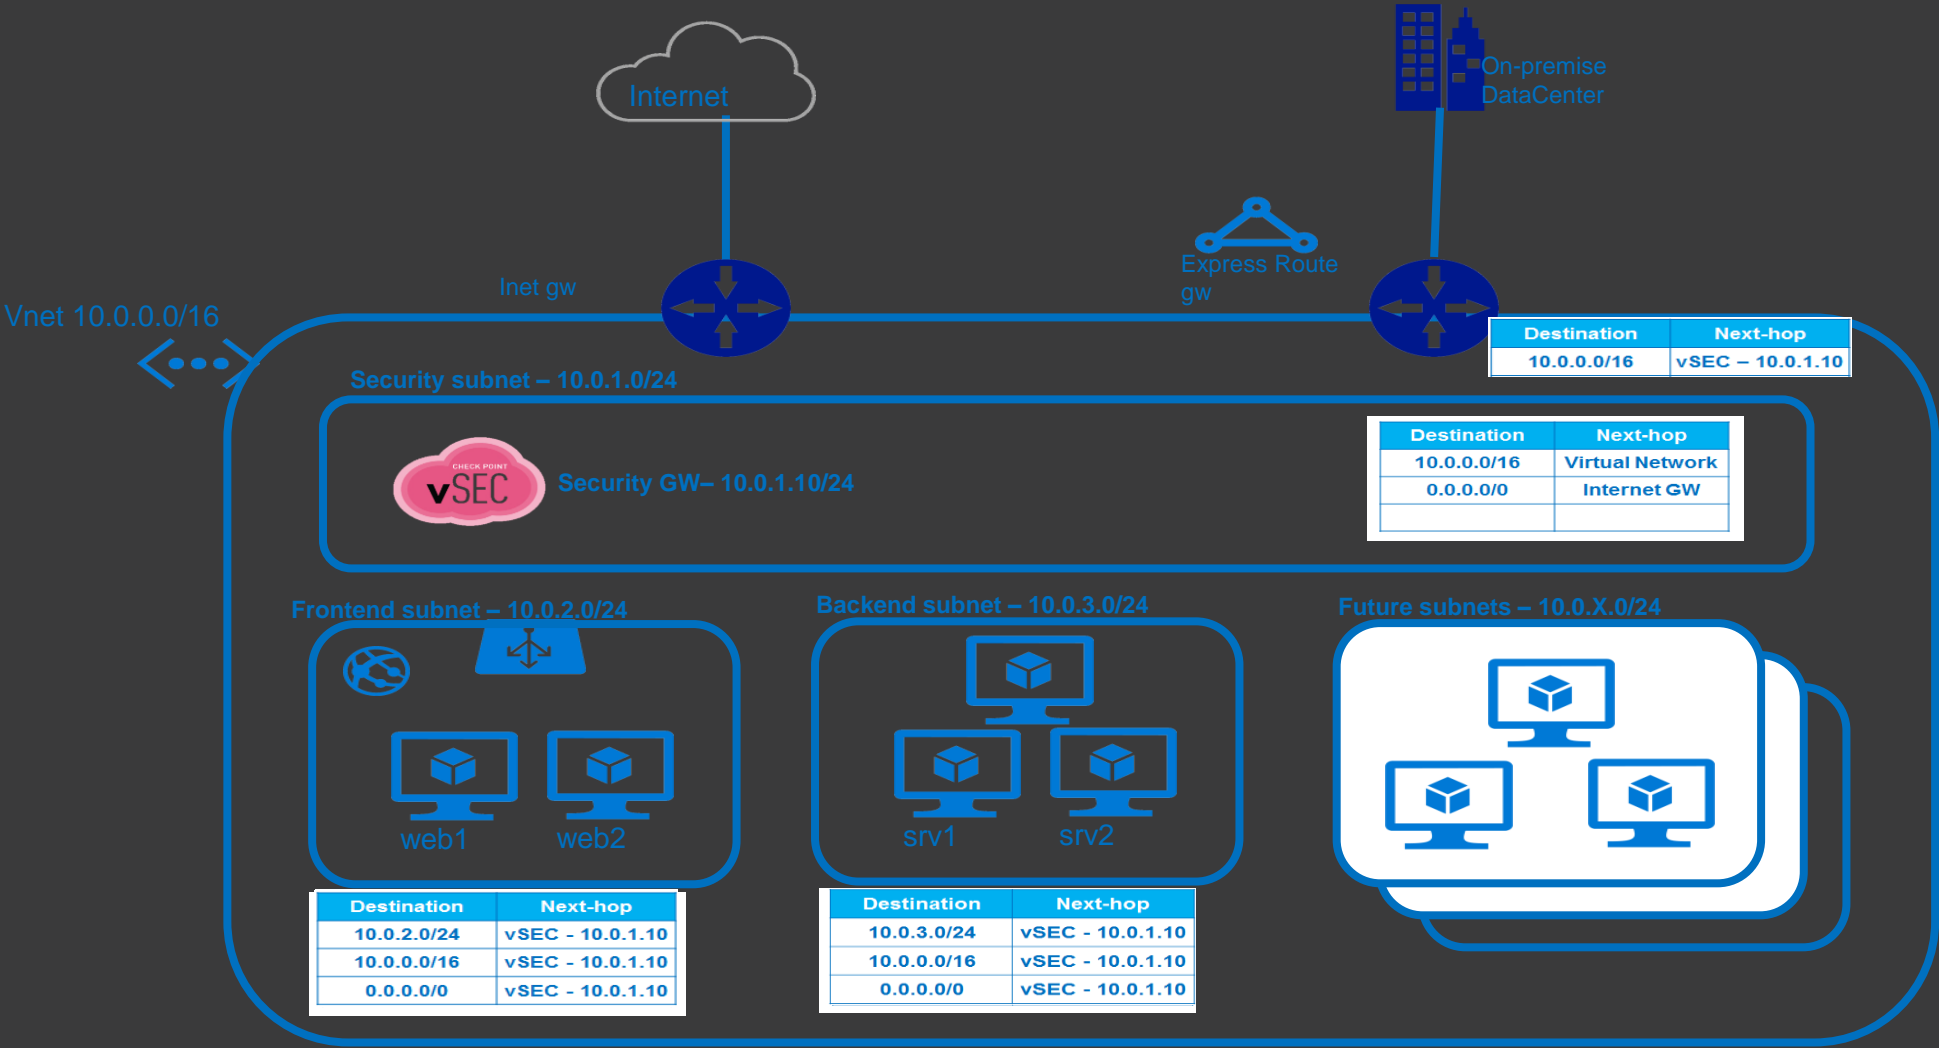 Internet
On-premise
DataCenter
Express Route
gw
Inet gw
Vnet 10.0.0.0/16
Destination Next-hop
10.0.0.0/16 vSEC – 10.0.1.10
Security subnet – 10.0.1.0/24
CHECK POINT
vSEC
Security GW– 10.0.1.10/24
Destination Next-hop
10.0.0.0/16 Virtual Network
0.0.0.0/0 Internet GW
Frontend subnet – 10.0.2.0/24
web1
web2
Destination Next-hop
10.0.2.0/24 vSEC - 10.0.1.10
10.0.0.0/16 vSEC - 10.0.1.10
0.0.0.0/0 vSEC - 10.0.1.10
Backend subnet – 10.0.3.0/24
srv1
srv2
Destination Next-hop
10.0.3.0/24 vSEC - 10.0.1.10
10.0.0.0/16 vSEC - 10.0.1.10
0.0.0.0/0 vSEC - 10.0.1.10
Future subnets – 10.0.X.0/24